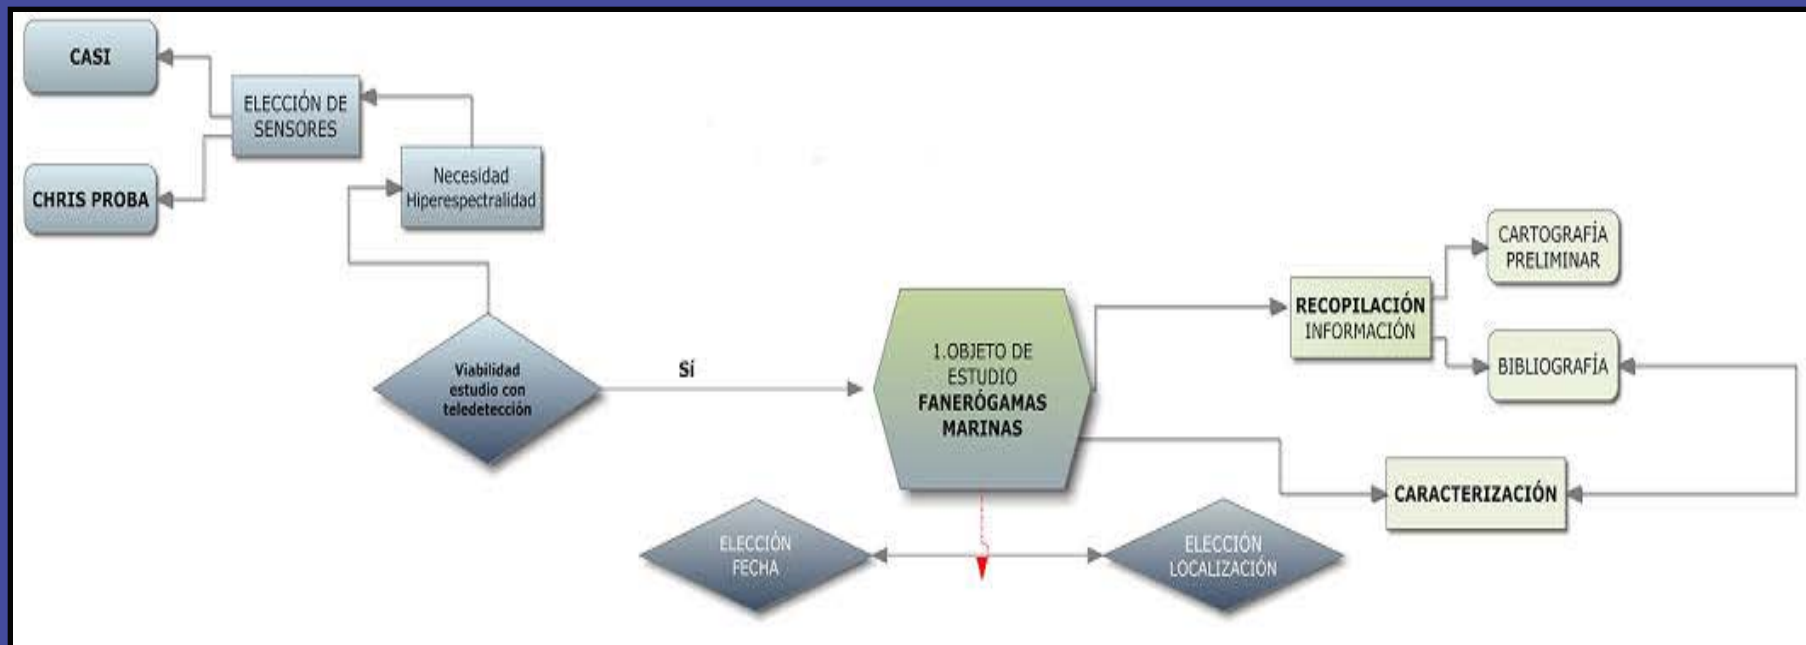 CASI
ELECCIÓN DE
SENSORES
CHRIS PROBA
Necesidad
Hiperespectralidad
Viabilidad
estudio con
teledetección
Sí
1.OBJETO DE
ESTUDIO
FANERÓGAMAS
MARINAS
RECOPILACIÓN
INFORMACIÓN
CARTOGRAFÍA
PRELIMINAR
BIBLIOGRAFÍA
CARACTERIZACIÓN
ELECCIÓN
FECHA
ELECCIÓN
LOCALIZACIÓN